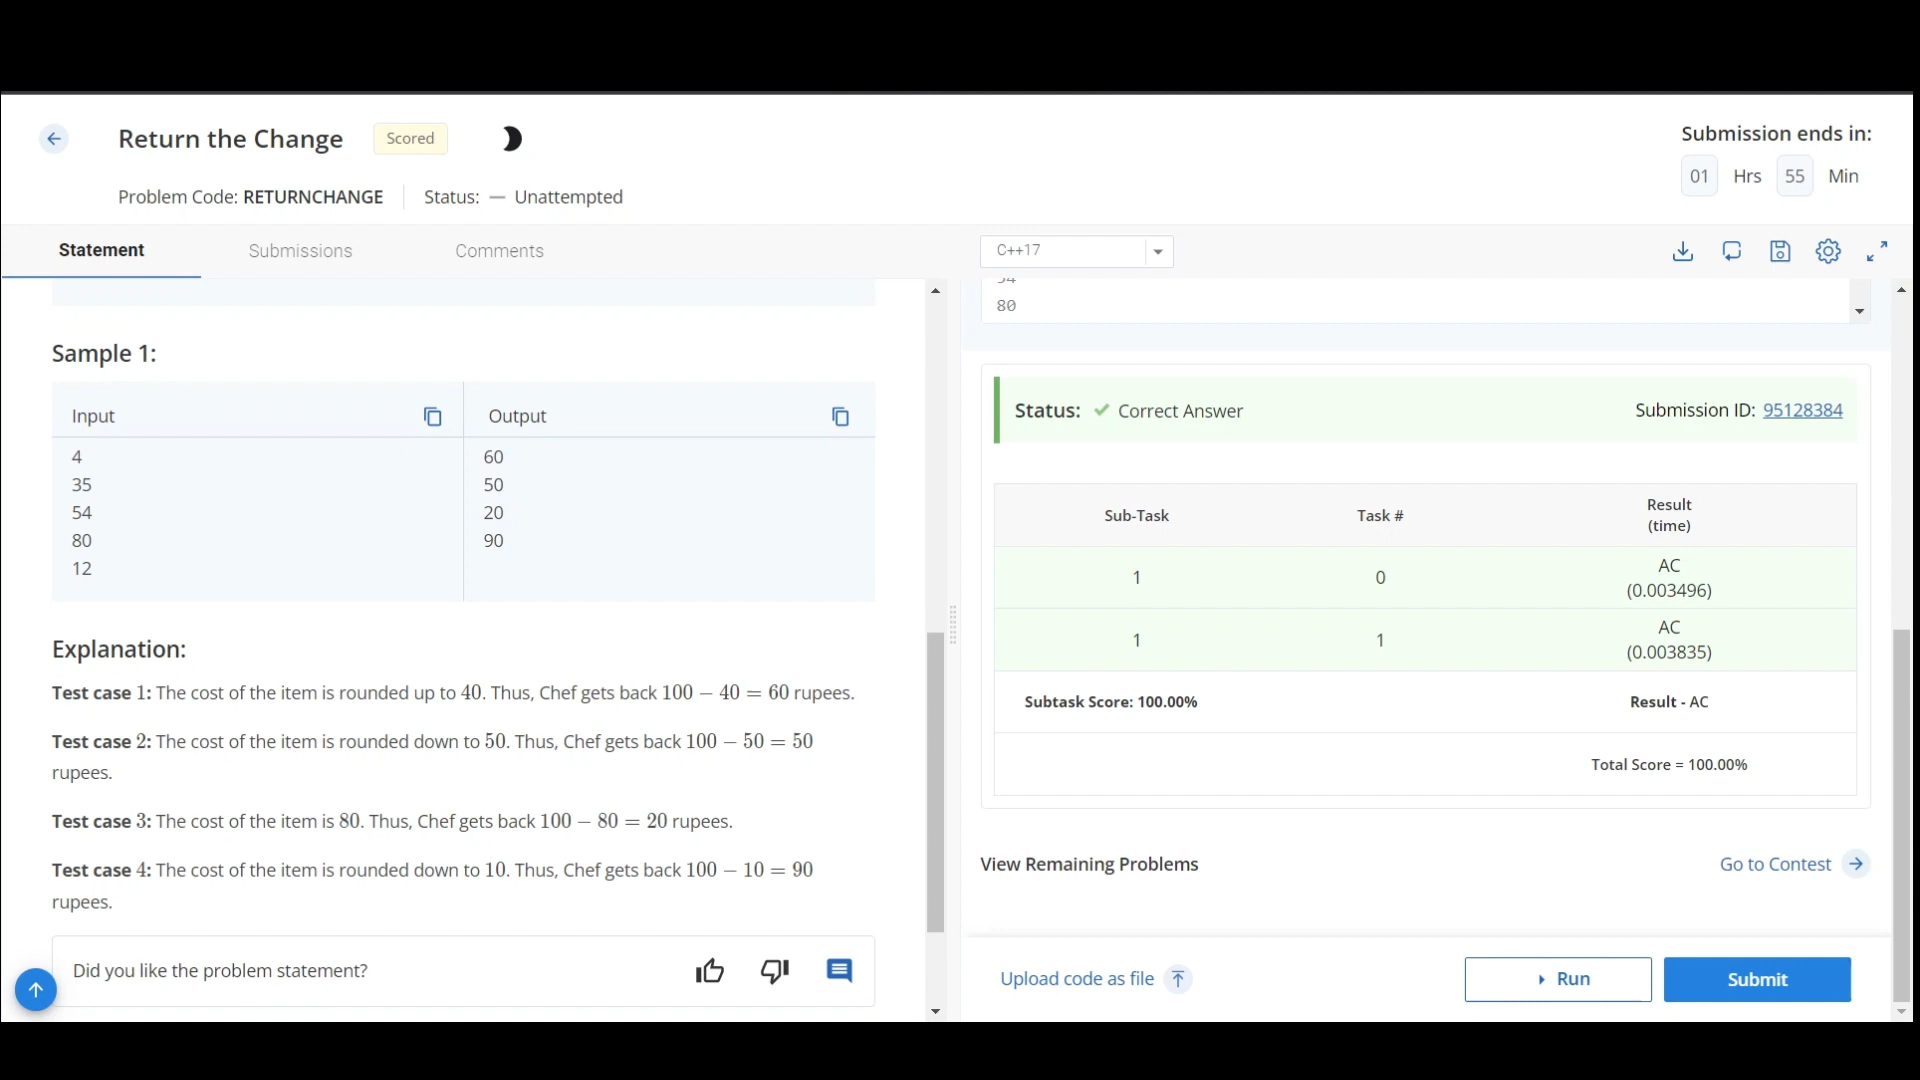 Return the Change
Scored
Submission ends in:
01 Hrs 55 Min
Problem Code: RETURNCHANGE
Status: — Unattempted
Statement
Submissions
Comments
C++17
Sample 1:
Input
Output
4
35
54
80
12
60
50
20
90
Explanation:
Test case 1: The cost of the item is rounded up to 40. Thus, Chef gets back 100 − 40 = 60 rupees.
Test case 2: The cost of the item is rounded down to 50. Thus, Chef gets back 100 − 50 = 50
rupees.
Test case 3: The cost of the item is 80. Thus, Chef gets back 100 − 80 = 20 rupees.
Test case 4: The cost of the item is rounded down to 10. Thus, Chef gets back 100 − 10 = 90
rupees.
Did you like the problem statement?
80
Status: ✓ Correct Answer
Submission ID: 95128384
Sub-Task
Task #
Result
(time)
1
0
AC
(0.003496)
1
1
AC
(0.003835)
Subtask Score: 100.00%
Result - AC
Total Score = 100.00%
View Remaining Problems
Go to Contest
Upload code as file
Run
Submit